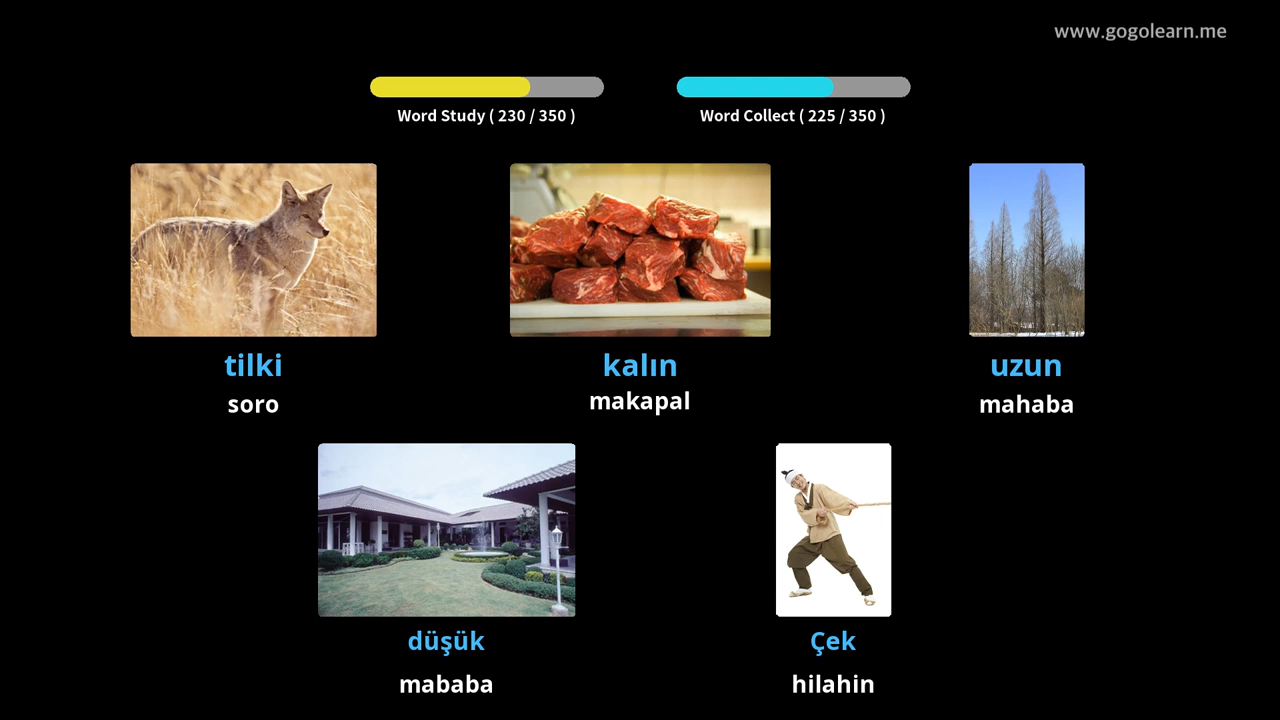 www.gogolearn.me
Word Study ( 230 / 350 )
Word Collect ( 225 / 350 )
tilki
soro
kalın
makapal
uzun
mahaba
düşük
mababa
Çek
hilahin